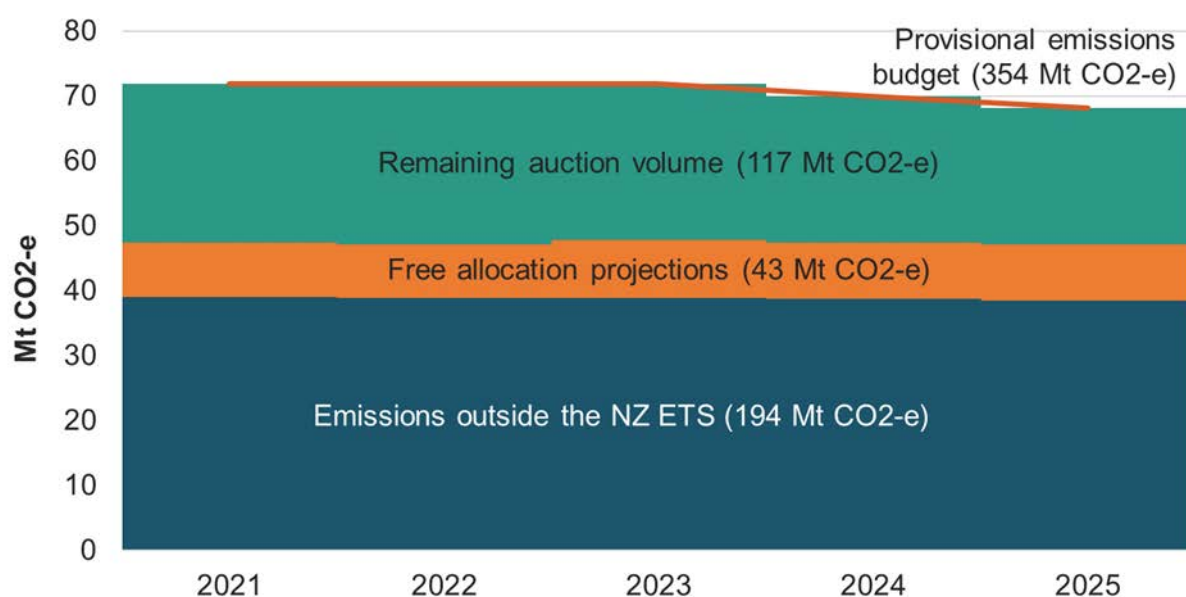 80
Provisional emissions
budget (354 Mt CO2-e)
70
Remaining auction volume (117 Mt CO2-e)
60
50
Free allocation projections (43 Mt CO2-e)
40
Mt CO2-e
30
Emissions outside the NZ ETS (194 Mt CO2-e)
20
10
0
2021 2022 2023 2024 2025